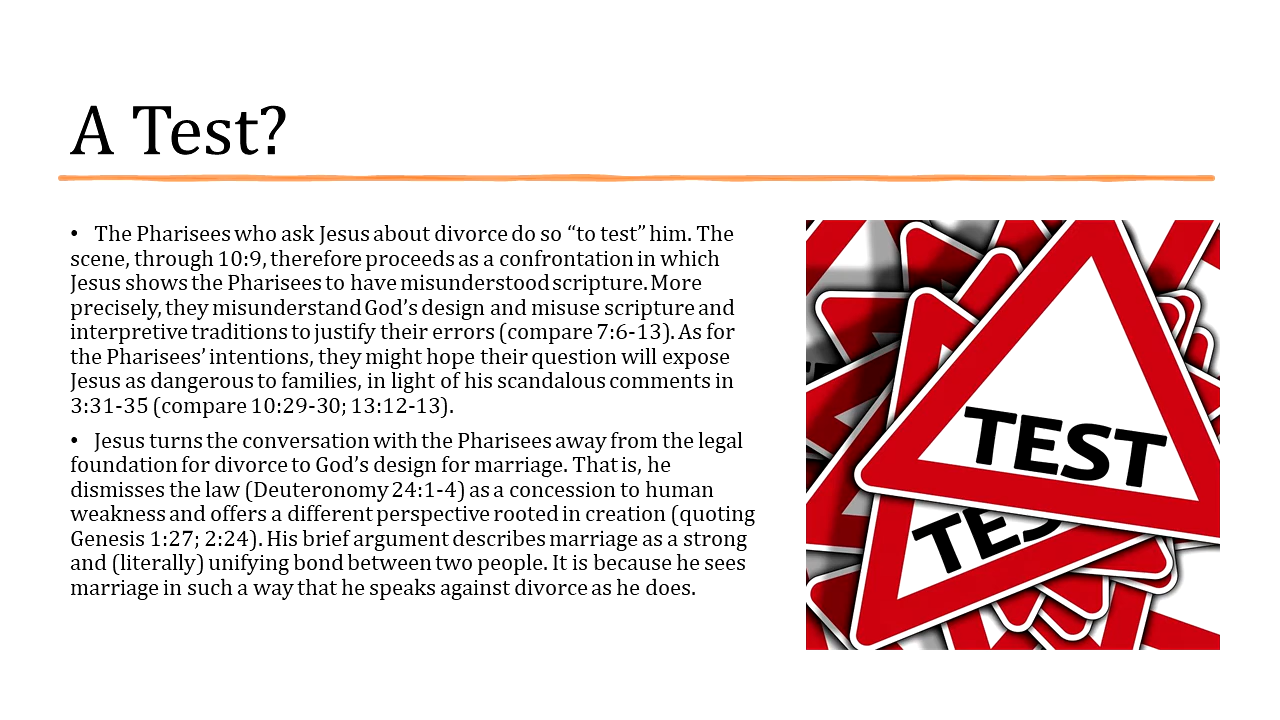 A Test?
• The Pharisees who ask Jesus about divorce do so “to test” him. The
scene, through 10:9, therefore proceeds as a confrontation in which
Jesus shows the Pharisees to have misunderstood scripture. More
precisely, they misunderstand God’s design and misuse scripture and
interpretive traditions to justify their errors (compare 7:6-13). As for
the Pharisees’ intentions, they might hope their question will expose
Jesus as dangerous to families, in light of his scandalous comments in
3:31-35 (compare 10:29-30; 13:12-13).
• Jesus turns the conversation with the Pharisees away from the legal
foundation for divorce to God’s design for marriage. That is, he
dismisses the law (Deuteronomy 24:1-4) as a concession to human
weakness and offers a different perspective rooted in creation (quoting
Genesis 1:27; 2:24). His brief argument describes marriage as a strong
and (literally) unifying bond between two people. It is because he sees
marriage in such a way that he speaks against divorce as he does.
TEST
TES